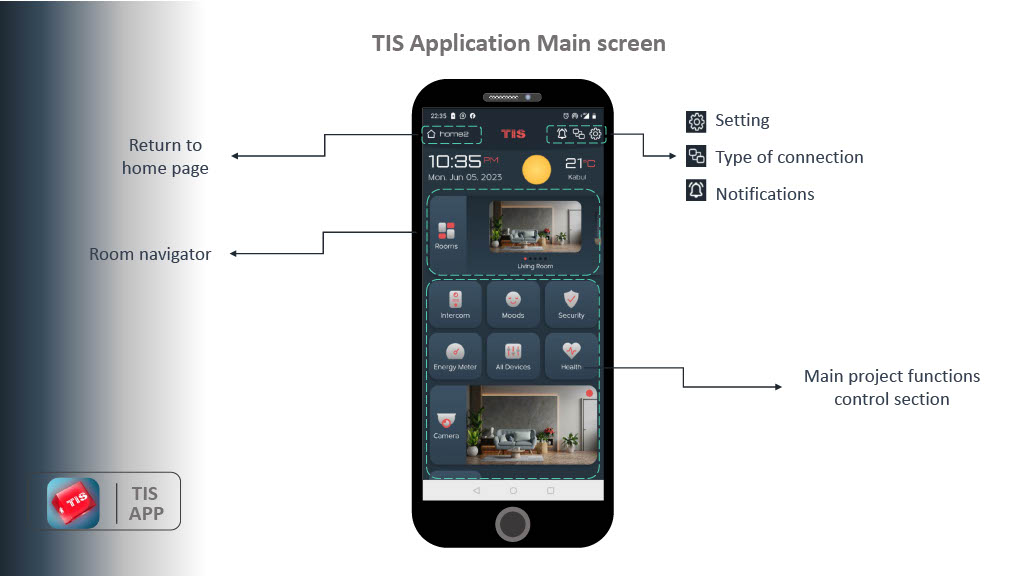 TIS Application Main screen
22:35
home2
TIS
10:35 PM
21°C
Mon, Jun 05, 2023
Kabul
Rooms
Living Room
Intercom
Moods
Security
Energy Meter
All Devices
Health
Camera
Return to
home page
Room navigator
Setting
Type of connection
Notifications
Main project functions
control section
TIS
TIS
APP